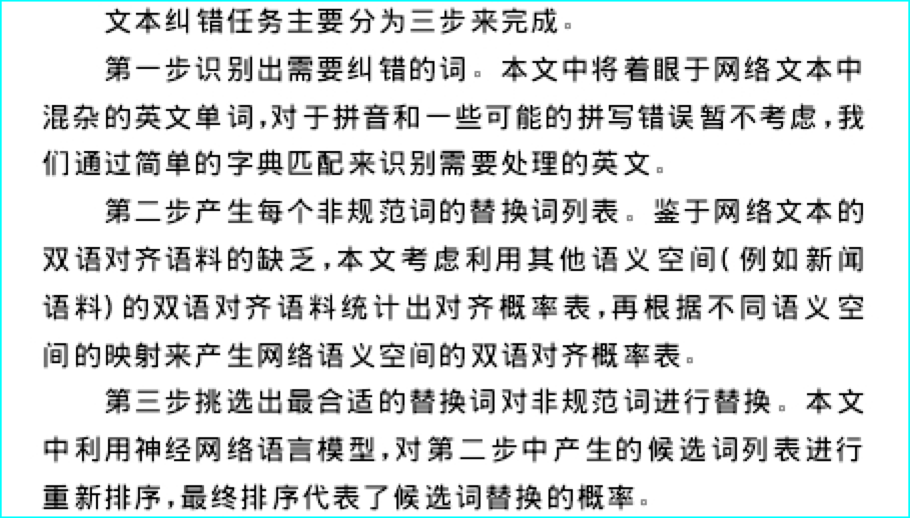 文本纠错任务主要分为三步来完成。
第一步识别出需要纠错的词。本文中将着眼于网络文本中
混杂的英文单词,对于拼音和一些可能的拼写错误暂不考虑,我
们通过简单的字典匹配来识别需要处理的英文。
第二步产生每个非规范词的替换词列表。鉴于网络文本的
双语对齐语料的缺乏,本文考虑利用其他语义空间(例如新闻
语料)的双语对齐语料统计出对齐概率表,再根据不同语义空
间的映射来产生网络语义空间的双语对齐概率表。
第三步挑选出最合适的替换词对非规范词进行替换。本文
中利用神经网络语言模型,对第二步中产生的候选词列表进行
重新排序,最终排序代表了候选词替换的概率。